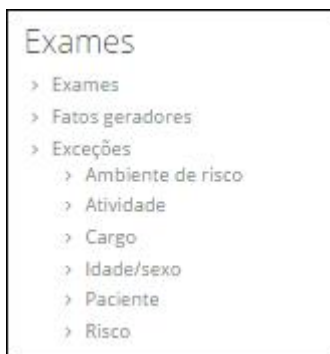 Exames
> Exames
> Fatos geradores
> Exceções
> Ambiente de risco
> Atividade
> Cargo
> Idade/sexo
> Paciente
> Risco